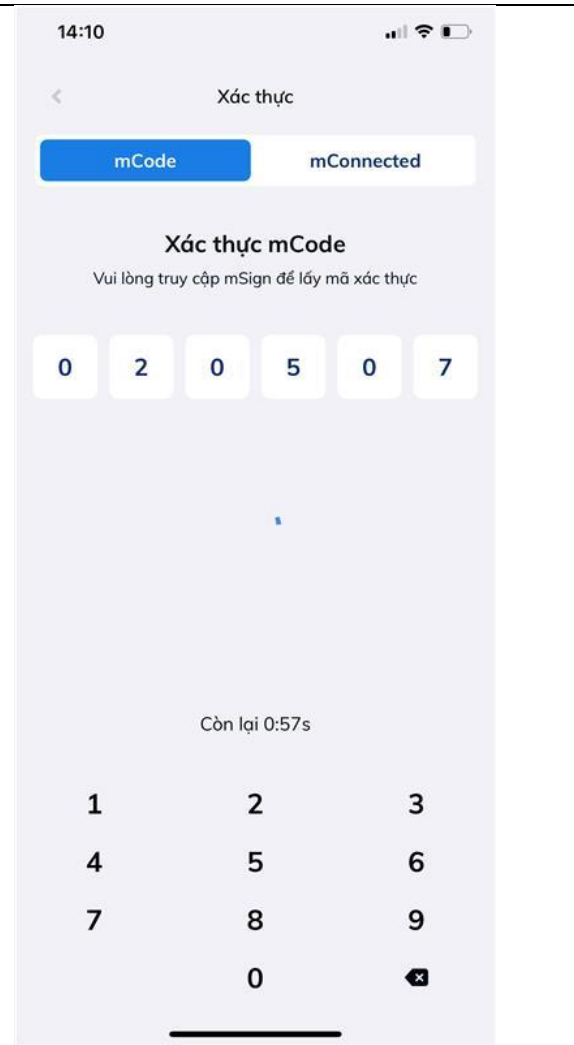 14:10
Xác thực
mCode mConnected
Xác thực mCode
Vui lòng truy cập mSign để lấy mã xác thực
0 2 0 5 0 7
Còn lại 0:57s
1 2 3
4 5 6
7 8 9
0